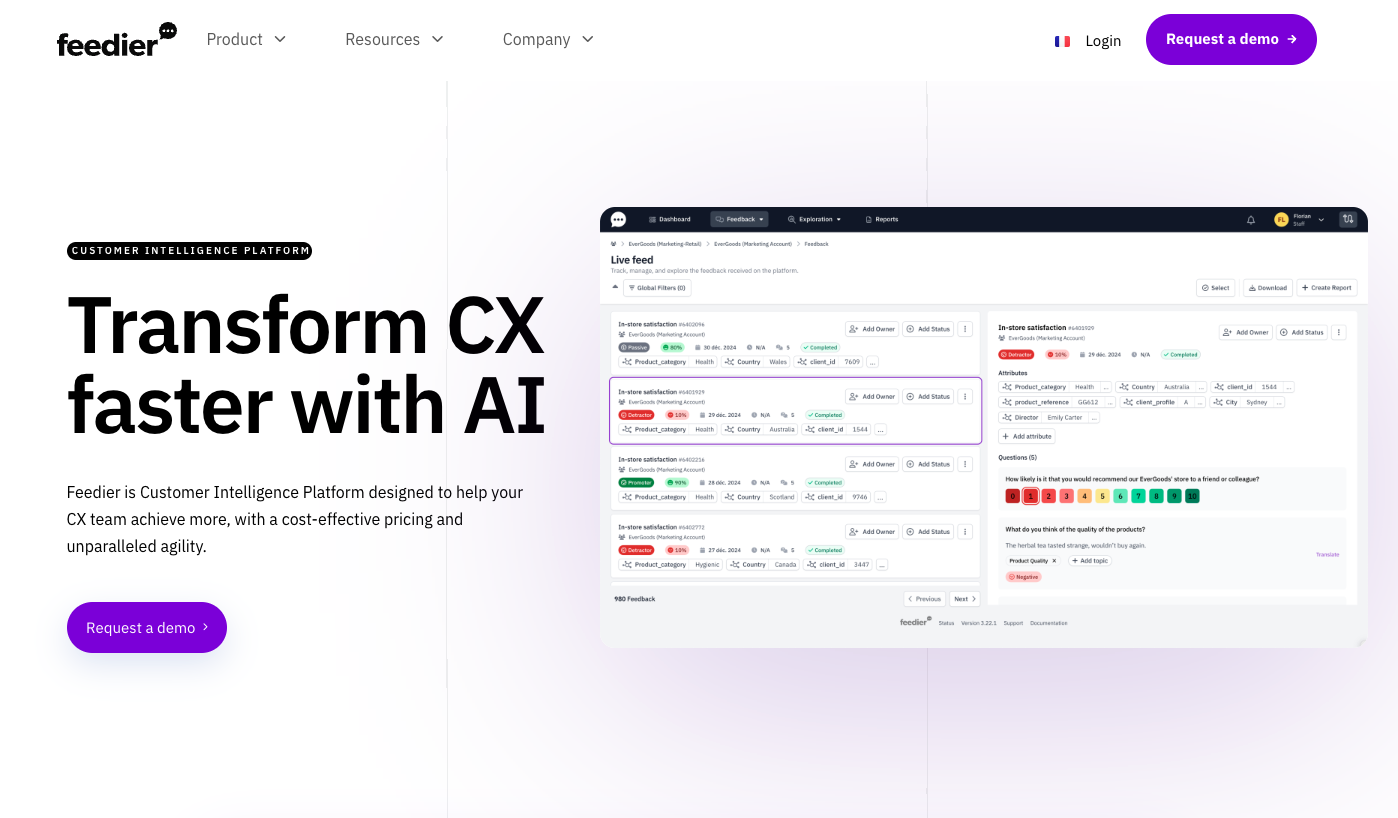 feedier
Product
Resources
Company
Login
Request a demo
CUSTOMER INTELLIGENCE PLATFORM
Transform CX
faster with AI
Feedier is Customer Intelligence Platform designed to help your
CX team achieve more, with a cost-effective pricing and
unparalleled agility.
Request a demo
Dashboard
Feedback
Exploration
Reports
FL
Florian
Staff
EverGoods (Marketing-Retail)
EverGoods (Marketing Account)
Feedback
Live feed
Track, manage, and explore the feedback received on the platform.
Global Filters (0)
Select
Download
Create Report
In-store satisfaction #6402096
Add Owner
Add Status
EverGoods (Marketing Account)
Passive 80% 30 déc. 2024 N/A 5 Completed
Product_category Health Country Wales client_id 7609 ...
In-store satisfaction #6401929
Add Owner
Add Status
EverGoods (Marketing Account)
Detractor 10% 29 déc. 2024 N/A 5 Completed
Product_category Health Country Australia client_id 1544 ...
In-store satisfaction #6402216
Add Owner
Add Status
EverGoods (Marketing Account)
Promoter 90% 28 déc. 2024 N/A 5 Completed
Product_category Health Country Scotland client_id 9746 ...
In-store satisfaction #6402772
Add Owner
Add Status
EverGoods (Marketing Account)
Detractor 10% 27 déc. 2024 N/A 5 Completed
Product_category Hygienic Country Canada client_id 3447 ...
980 Feedback
Previous
Next
In-store satisfaction #6401929
Add Owner
Add Status
EverGoods (Marketing Account)
Detractor 10% 29 déc. 2024 N/A Completed
Attributes
Product_category Health ... Country Australia ... client_id 1544 ...
product_reference GG612 ... client_profile A ... City Sydney ...
Director Emily Carter ...
Add attribute
Questions (5)
How likely is it that you would recommend our EverGoods' store to a friend or colleague?
0 1 2 3 4 5 6 7 8 9 10
What do you think of the quality of the products?
The herbal tea tasted strange, wouldn't buy again.
Translate
Product Quality
Add topic
Negative
feedier Status Version 3.22.1 Support Documentation